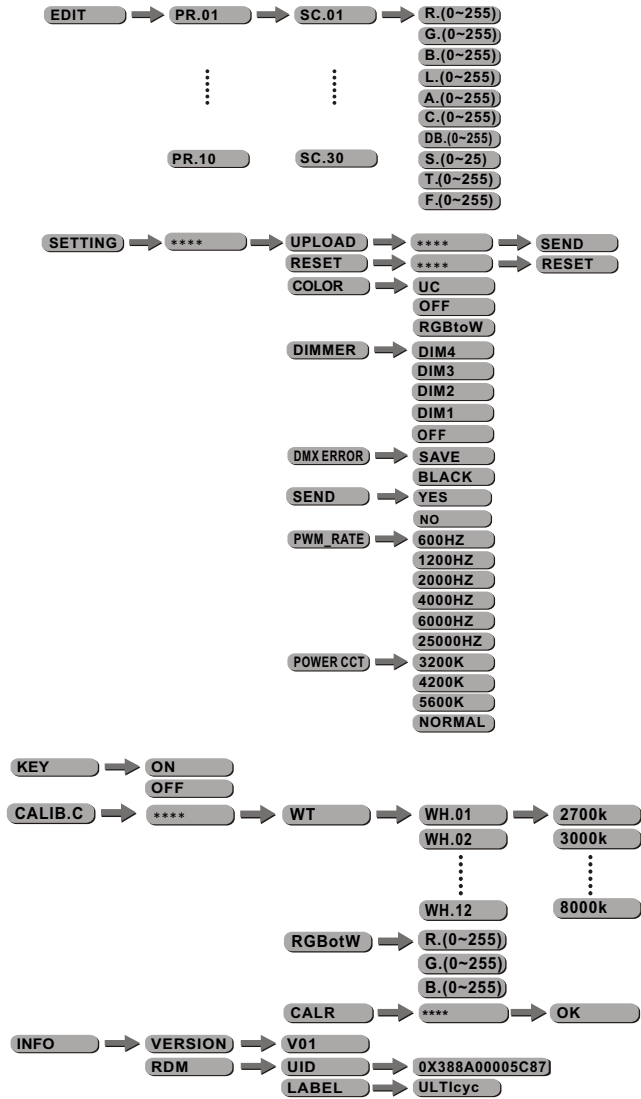 EDIT PR.01 SC.01 R.(0~255)
G.(0~255)
B.(0~255)
L.(0~255)
A.(0~255)
C.(0~255)
DB.(0~255)
PR.10 SC.30 S.(0~25)
T.(0~255)
F.(0~255)
SETTING **** UPLOAD **** SEND
RESET **** RESET
COLOR UC
OFF
RGBtoW
DIMMER DIM4
DIM3
DIM2
DIM1
OFF
DMX ERROR SAVE
BLACK
SEND YES
NO
PWM_RATE 600HZ
1200HZ
2000HZ
4000HZ
6000HZ
25000HZ
POWER CCT 3200K
4200K
5600K
NORMAL
KEY ON
OFF
CALIB.C **** WT WH.01 2700k
WH.02 3000k
WH.12 8000k
RGBotW R.(0~255)
G.(0~255)
B.(0~255)
CALR **** OK
INFO VERSION V01
RDM UID 0X388A00005C87
LABEL ULTIcyc